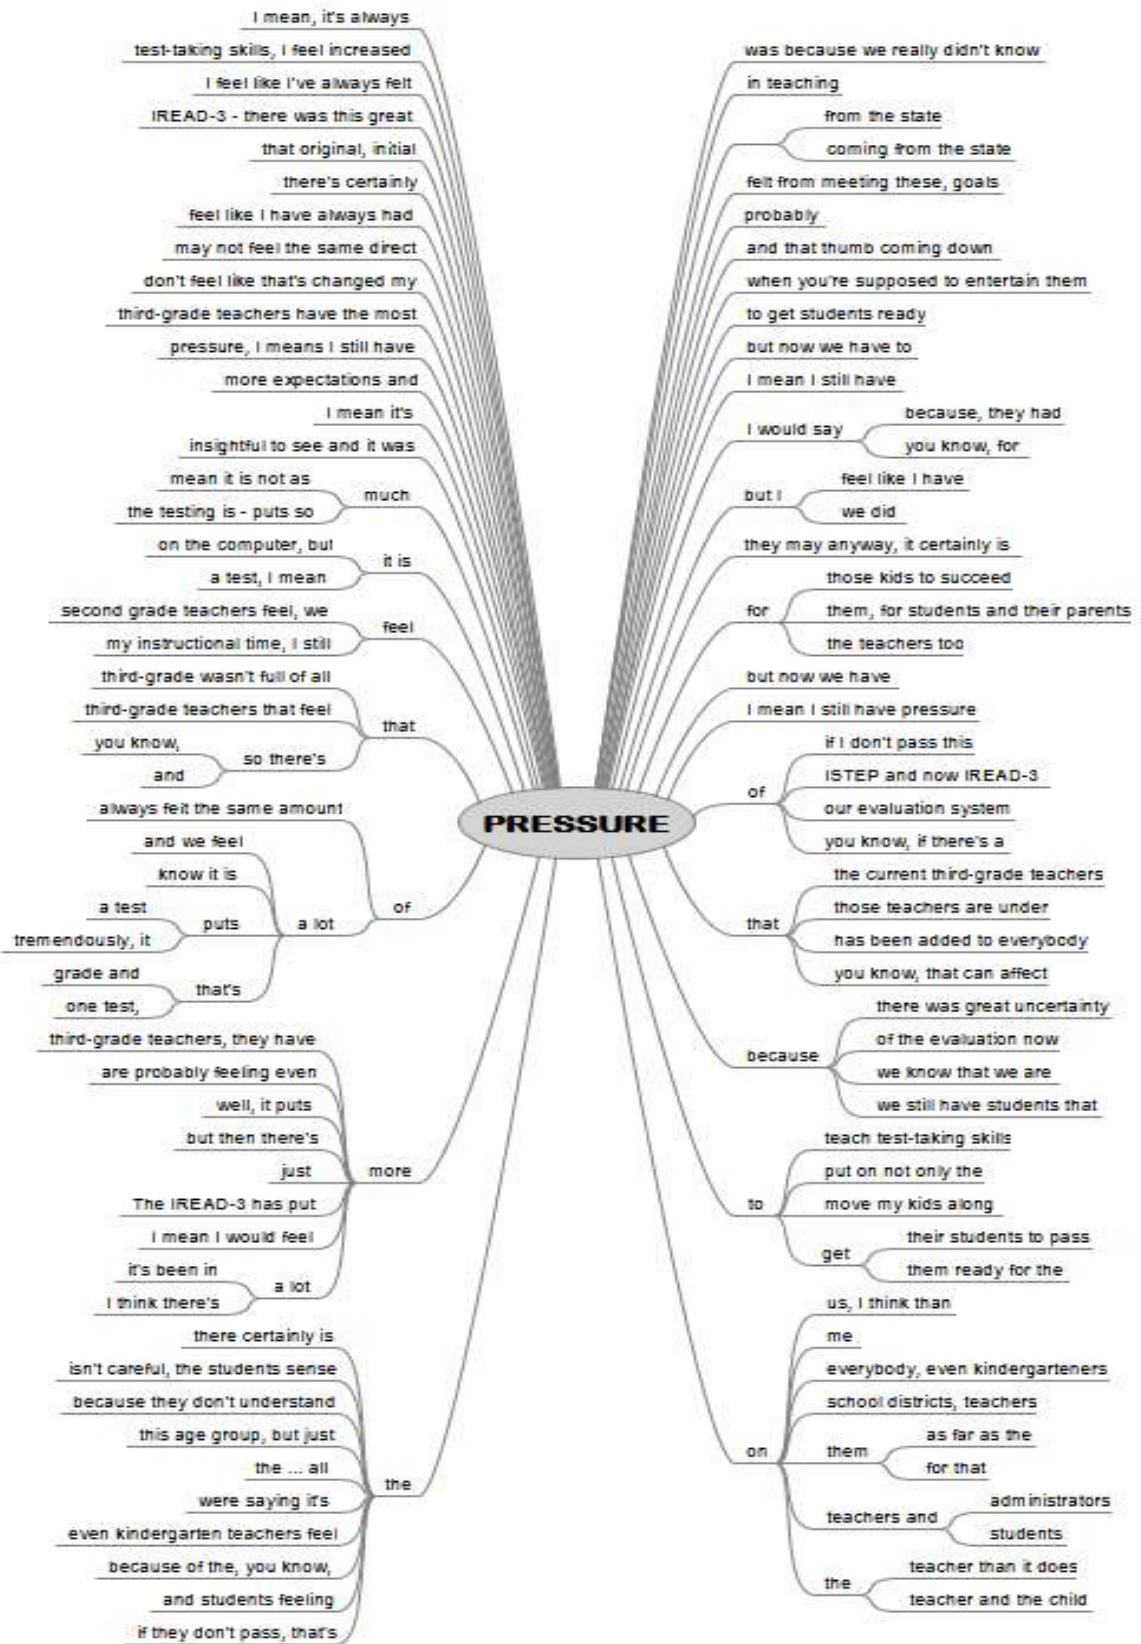 I mean, it's always
test-taking skills, I feel increased
I feel like I've always felt
IREAD-3 - there was this great
that original, initial
there's certainly
feel like I have always had
may not feel the same direct
don't feel like that's changed my
third-grade teachers have the most
pressure, I means I still have
more expectations and
I mean it's
insightful to see and it was
mean it is not as
much
the testing is - puts so
on the computer, but
it is
a test, I mean
second grade teachers feel, we
feel
my instructional time, I still
third-grade wasn't full of all
third-grade teachers that feel
that
you know,
so there's
and
always felt the same amount
and we feel
know it is
of
a test
puts
a lot
tremendously, it
grade and
that's
one test,
third-grade teachers, they have
are probably feeling even
well, it puts
but then there's
just
more
The IREAD-3 has put
I mean I would feel
it's been in
a lot
I think there's
there certainly is
isn't careful, the students sense
because they don't understand
this age group, but just
the ... all
the
were saying it's
even kindergarten teachers feel
because of the, you know,
and students feeling
if they don't pass, that's
PRESSURE
was because we really didn't know
in teaching
from the state
coming from the state
felt from meeting these, goals
probably
and that thumb coming down
when you're supposed to entertain them
to get students ready
but now we have to
I mean I still have
because, they had
I would say
you know, for
feel like I have
but I
we did
they may anyway, it certainly is
those kids to succeed
for
them, for students and their parents
the teachers too
but now we have
I mean I still have pressure
if I don't pass this
ISTEP and now IREAD-3
of
our evaluation system
you know, if there's a
the current third-grade teachers
those teachers are under
that
has been added to everybody
you know, that can affect
there was great uncertainty
of the evaluation now
because
we know that we are
we still have students that
teach test-taking skills
put on not only the
to
move my kids along
their students to pass
get
them ready for the
us, I think than
me
everybody, even kindergarteners
school districts, teachers
on
as far as the
them
for that
administrators
teachers and
students
teacher than it does
the
teacher and the child